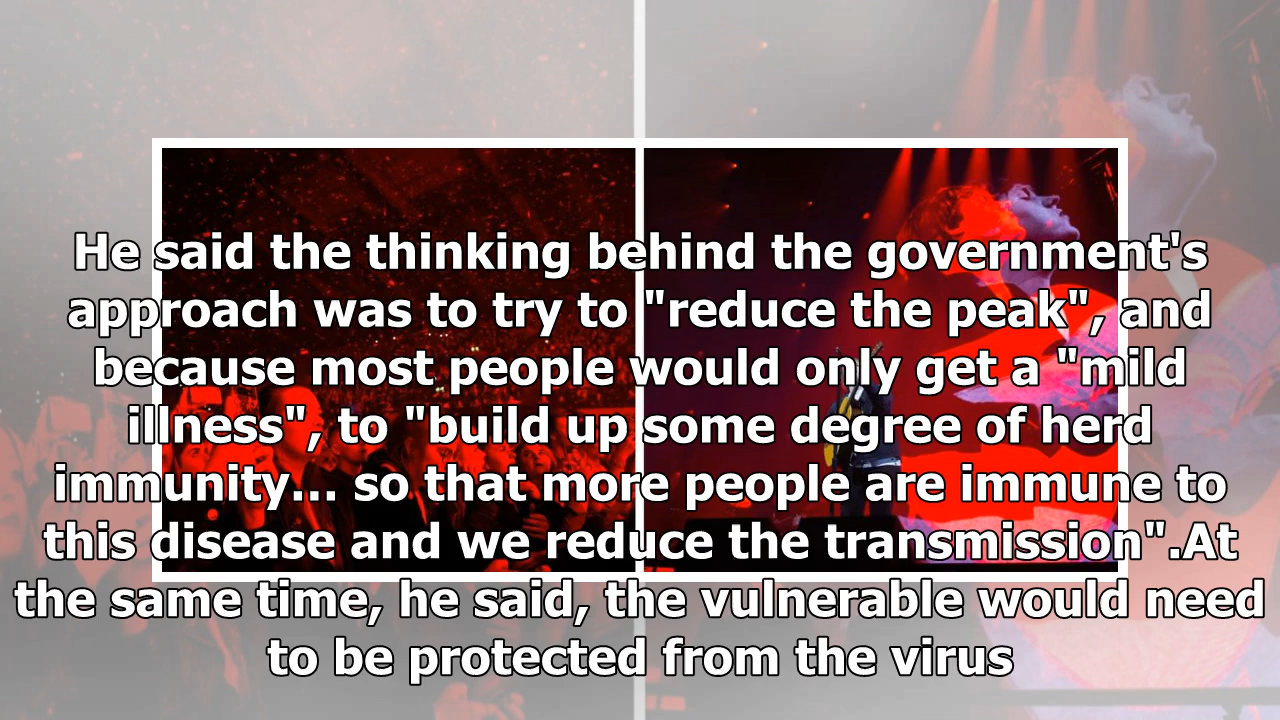 He said the thinking behind the government's
approach was to try to "reduce the peak", and
because most people would only get a "mild
illness", to "build up some degree of herd
immunity... so that more people are immune to
this disease and we reduce the transmission".At
the same time, he said, the vulnerable would need
to be protected from the virus